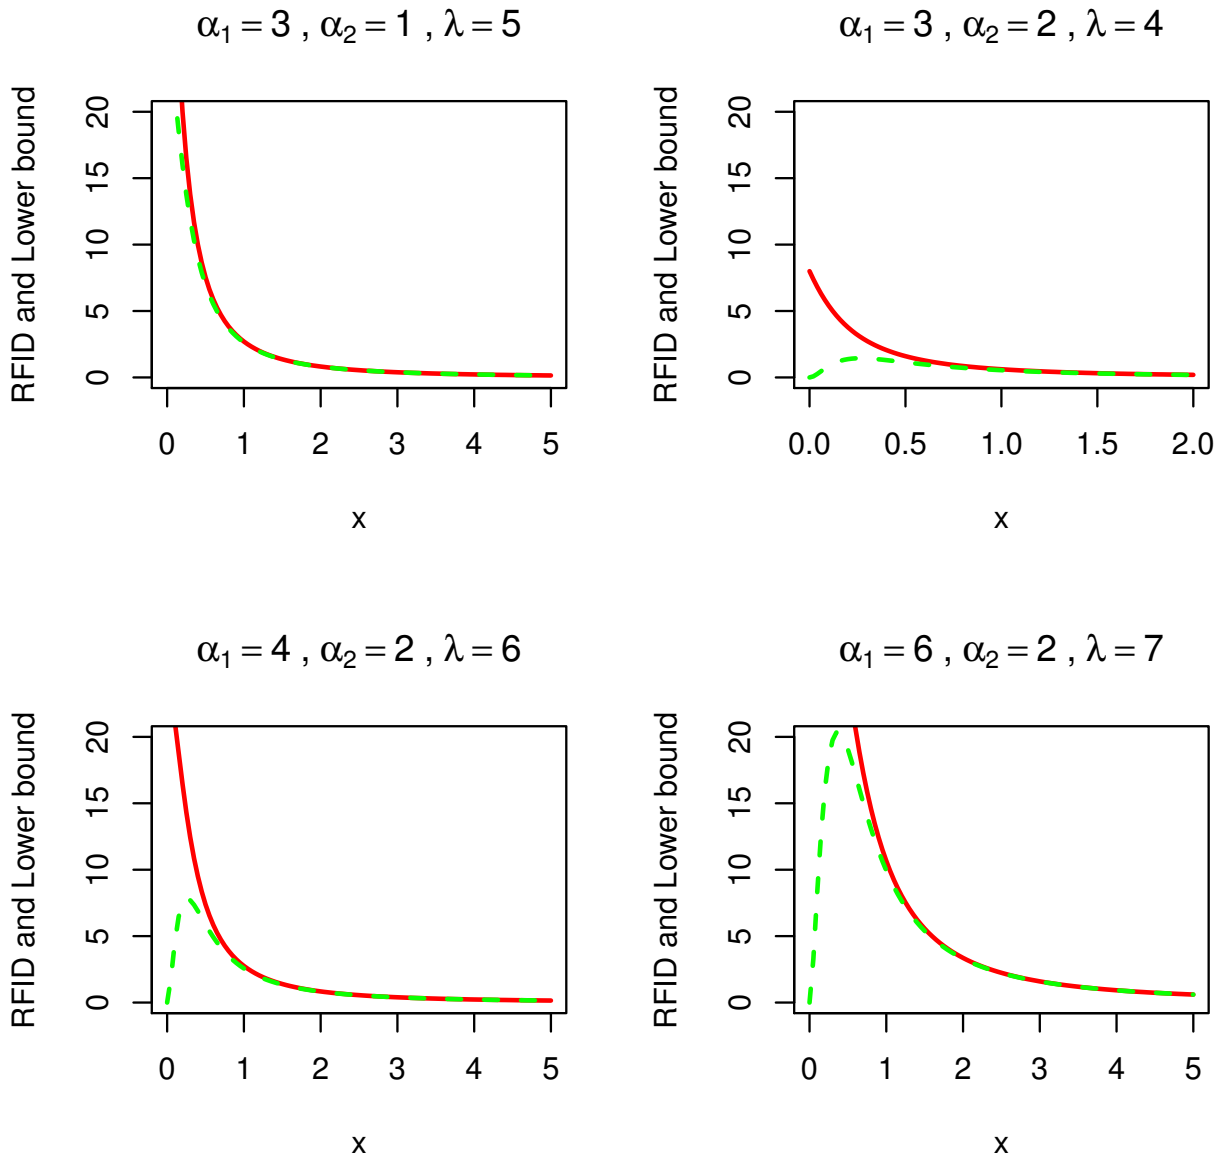 α1 = 3 , α2 = 1 , λ = 5
RFID and Lower bound
0 5 10 15 20
0 1 2 3 4 5
x
α1 = 3 , α2 = 2 , λ = 4
RFID and Lower bound
0 5 10 15 20
0.0 0.5 1.0 1.5 2.0
x
α1 = 4 , α2 = 2 , λ = 6
RFID and Lower bound
0 5 10 15 20
0 1 2 3 4 5
x
α1 = 6 , α2 = 2 , λ = 7
RFID and Lower bound
0 5 10 15 20
0 1 2 3 4 5
x